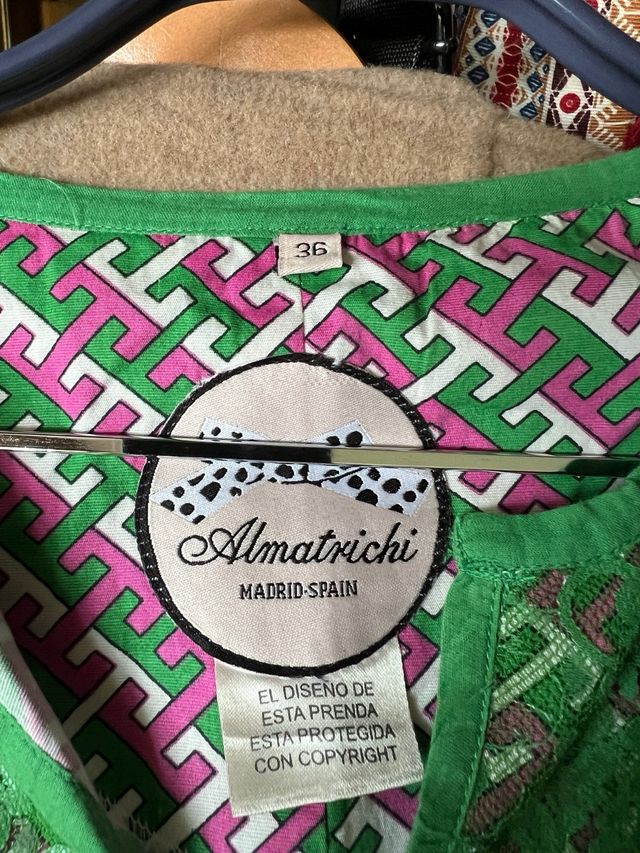 36
Almatrichi
MADRID-SPAIN
EL DISEÑO DE
ESTA PRENDA
ESTA PROTEGIDA
CON COPYRIGHT